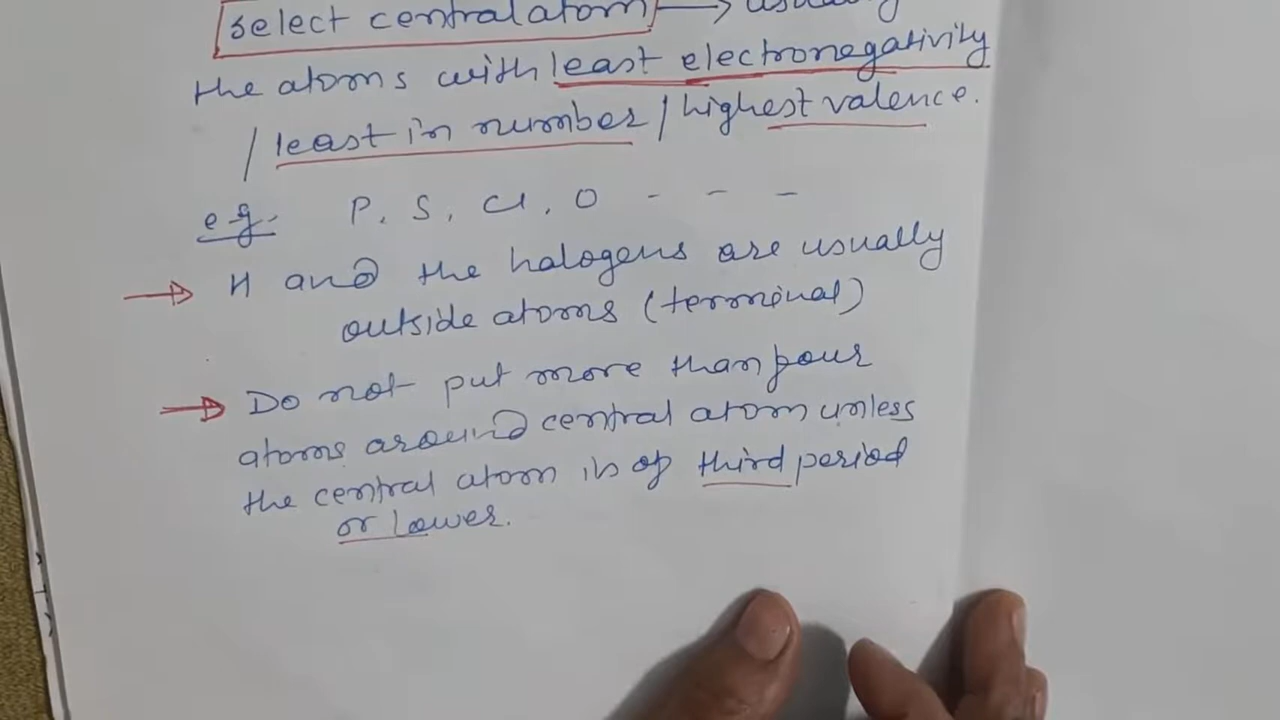 select central atom → usually
the atoms with least electronegativity
/ least in number / highest valence.
e.g. P, S, Cl, O - - -
→ H and the halogens are usually
outside atoms (terminal)
→ Do not put more than four
atoms around central atom unless
the central atom is of third period
or lower.